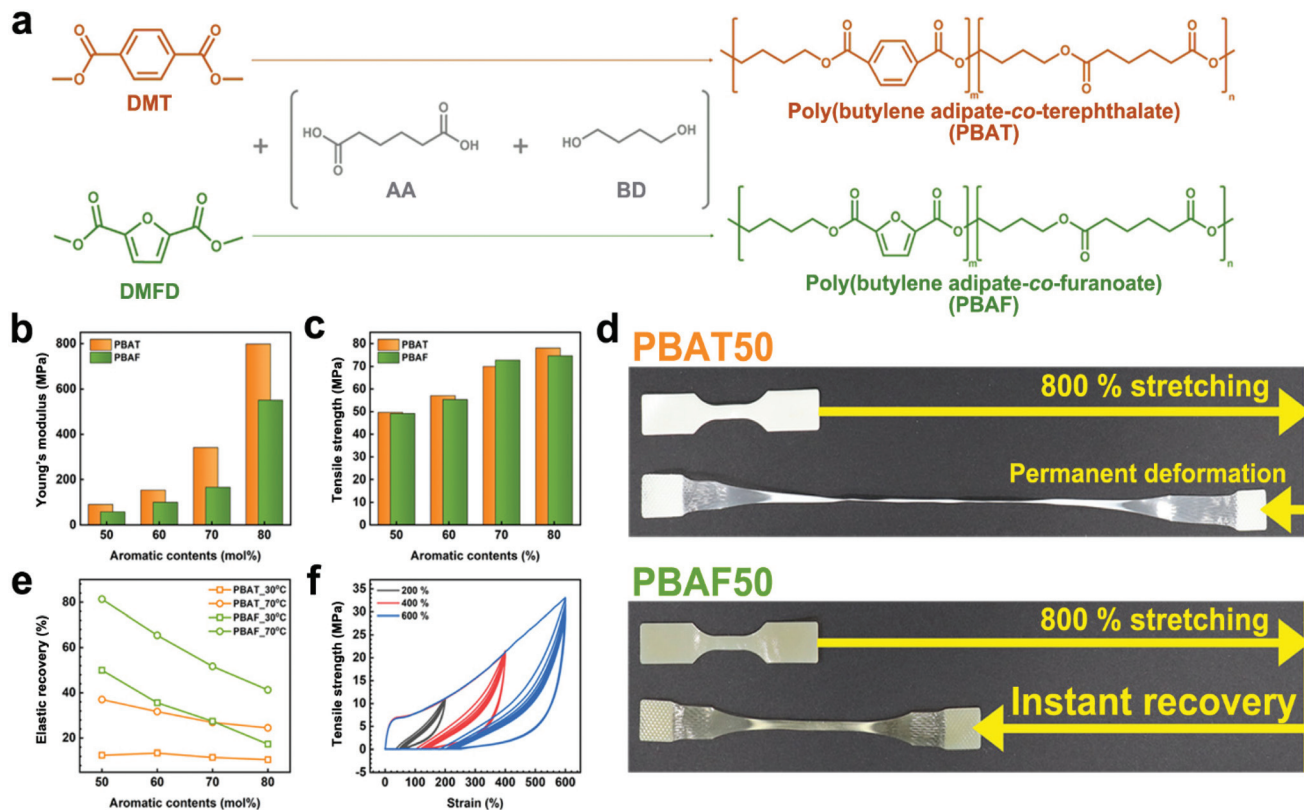 a
DMT
O
O
O
O
Poly(butylene adipate-co-terephthalate)
(PBAT)
O
O
O
O
m
O
O
O
n
+
HO
O
O
OH
AA
+
HO
OH
BD
DMFD
O
O
O
O
O
Poly(butylene adipate-co-furanoate)
(PBAF)
O
O
O
O
O
m
O
O
O
n
b
PBAT
PBAF
Young's modulus (MPa)
800
600
400
200
0
50 60 70 80
Aromatic contents (mol%)
c
PBAT
PBAF
Tensile strength (MPa)
80
70
60
50
40
30
20
10
0
50 60 70 80
Aromatic contents (%)
d
PBAT50
800 % stretching
Permanent deformation
PBAF50
800 % stretching
Instant recovery
e
PBAT_30°C
PBAT_70°C
PBAF_30°C
PBAF_70°C
Elastic recovery (%)
80
60
40
20
50 60 70 80
Aromatic contents (mol%)
f
200 %
400 %
600 %
Tensile strength (MPa)
35
30
25
20
15
10
5
0
-5
0 100 200 300 400 500 600
Strain (%)